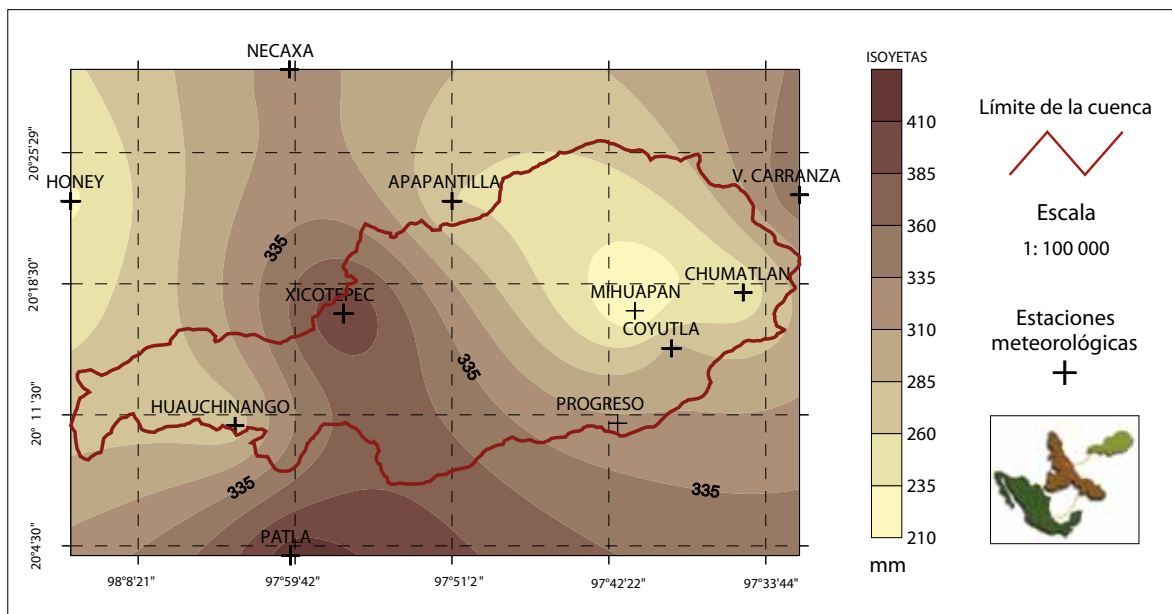 NECAXA
HONEY
APAPANTILLA
V. CARRANZA
335
XICOTEPEC
MIHUAPAN
CHUMATLAN
COYUTLA
335
HUAUCHINANGO
PROGRESO
335
335
PATLA
20°25'29"
20°18'30"
20° 11'30"
20°4'30"
98°8'21"
97°59'42"
97°51'2"
97°42'22"
97°33'44"
ISOYETAS
410
385
360
335
310
285
260
235
210
mm
Límite de la cuenca
Escala
1: 100 000
Estaciones
meteorológicas